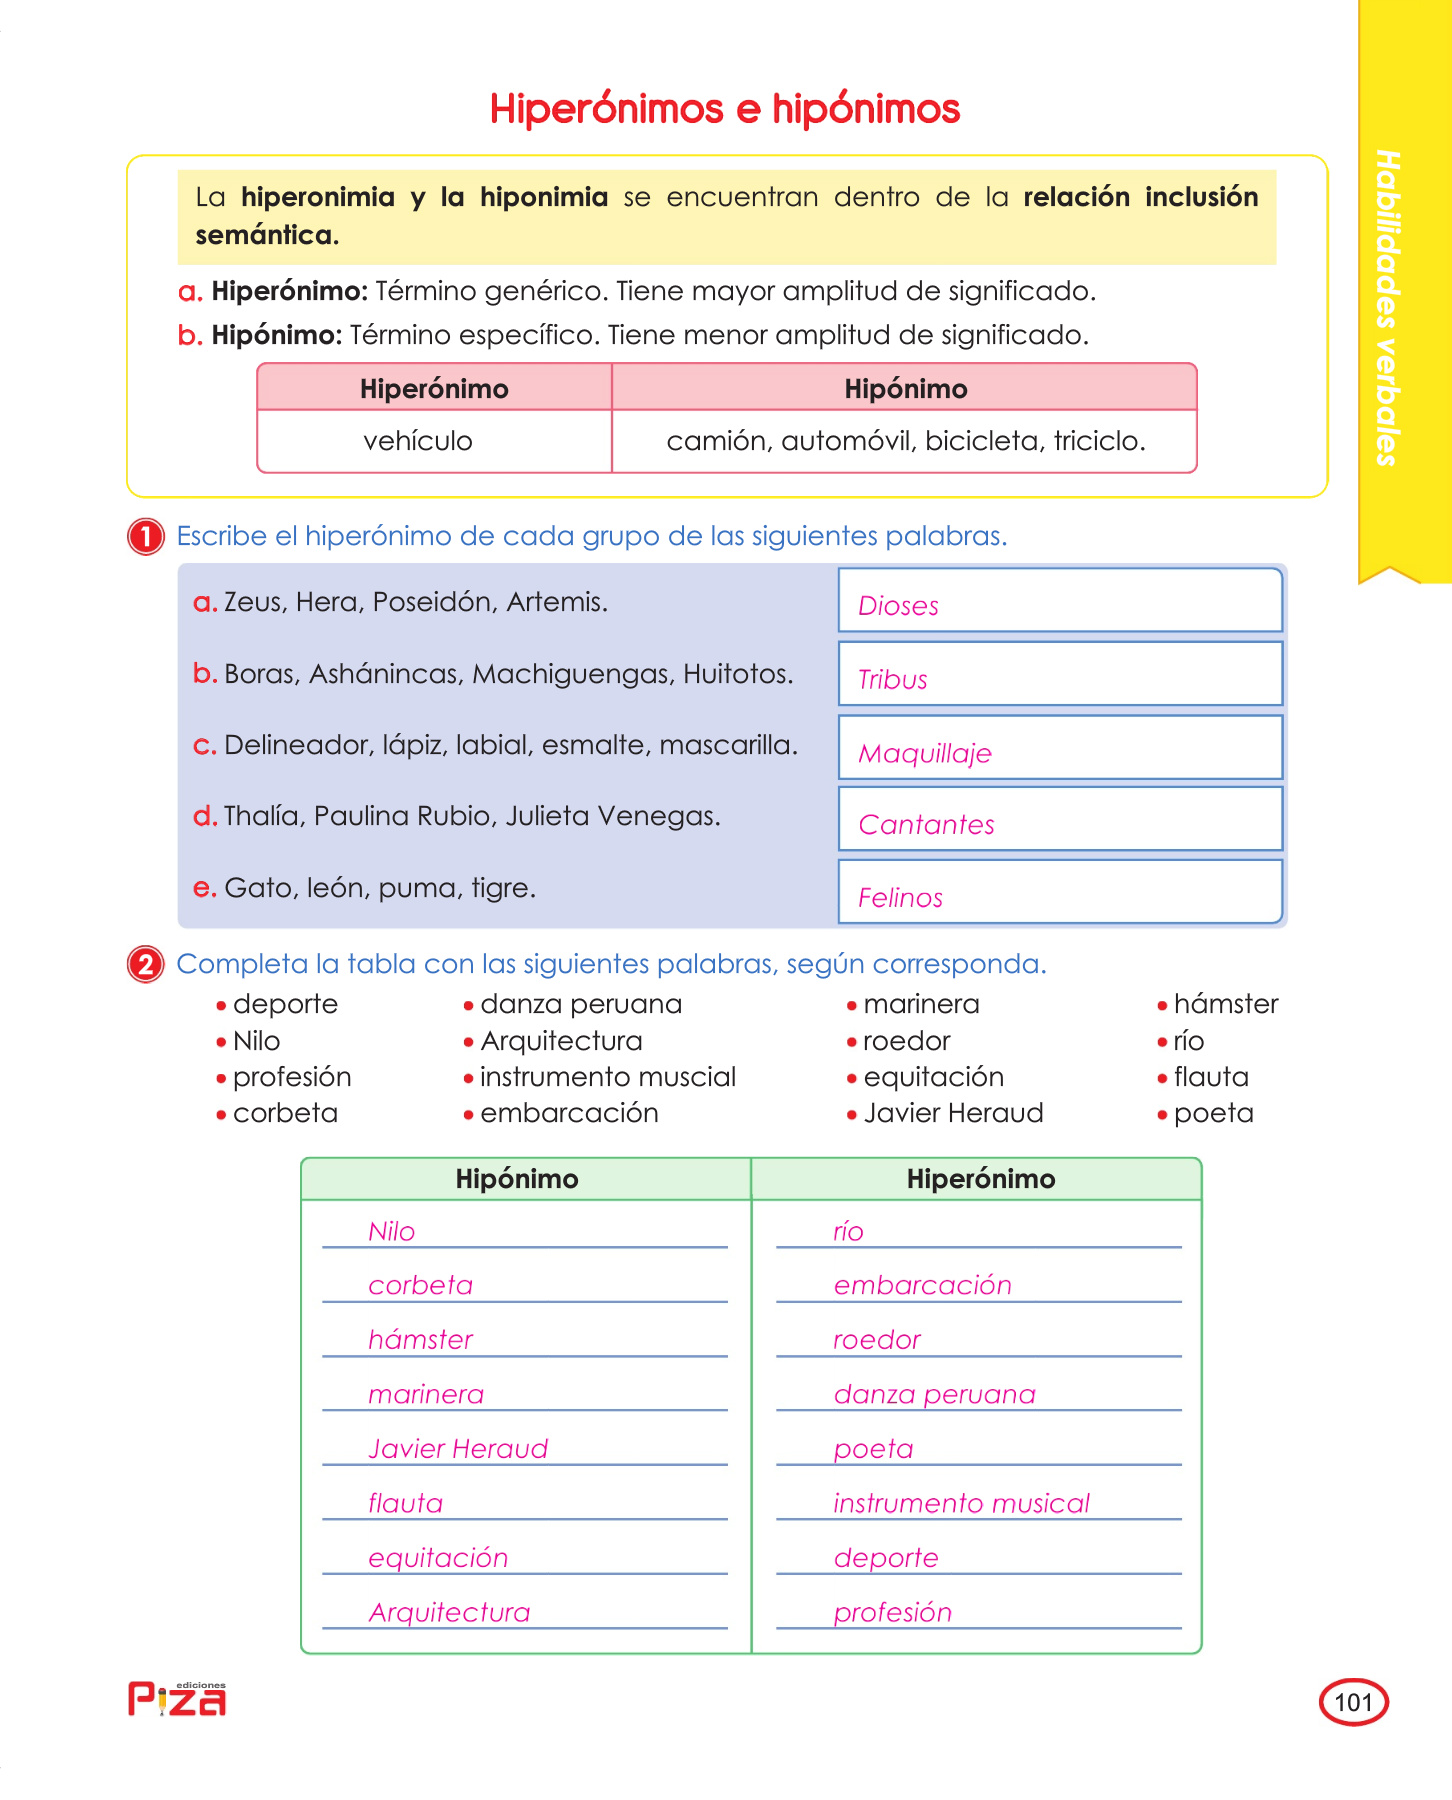 Habilidades verbales
Hiperónimos e hipónimos
La hiperonimia y la hiponimia se encuentran dentro de la relación inclusión
semántica.
a. Hiperónimo: Término genérico. Tiene mayor amplitud de significado.
b. Hipónimo: Término específico. Tiene menor amplitud de significado.
Hiperónimo Hipónimo
vehículo camión, automóvil, bicicleta, triciclo.
1 Escribe el hiperónimo de cada grupo de las siguientes palabras.
a. Zeus, Hera, Poseidón, Artemis. Dioses
b. Boras, Ashánincas, Machiguengas, Huitotos. Tribus
c. Delineador, lápiz, labial, esmalte, mascarilla. Maquillaje
d. Thalía, Paulina Rubio, Julieta Venegas. Cantantes
e. Gato, león, puma, tigre. Felinos
2 Completa la tabla con las siguientes palabras, según corresponda.
• deporte • danza peruana • marinera • hámster
• Nilo • Arquitectura • roedor • río
• profesión • instrumento muscial • equitación • flauta
• corbeta • embarcación • Javier Heraud • poeta
Hipónimo Hiperónimo
Nilo río
corbeta embarcación
hámster roedor
marinera danza peruana
Javier Heraud poeta
flauta instrumento musical
equitación deporte
Arquitectura profesión
ediciones
Piza
101